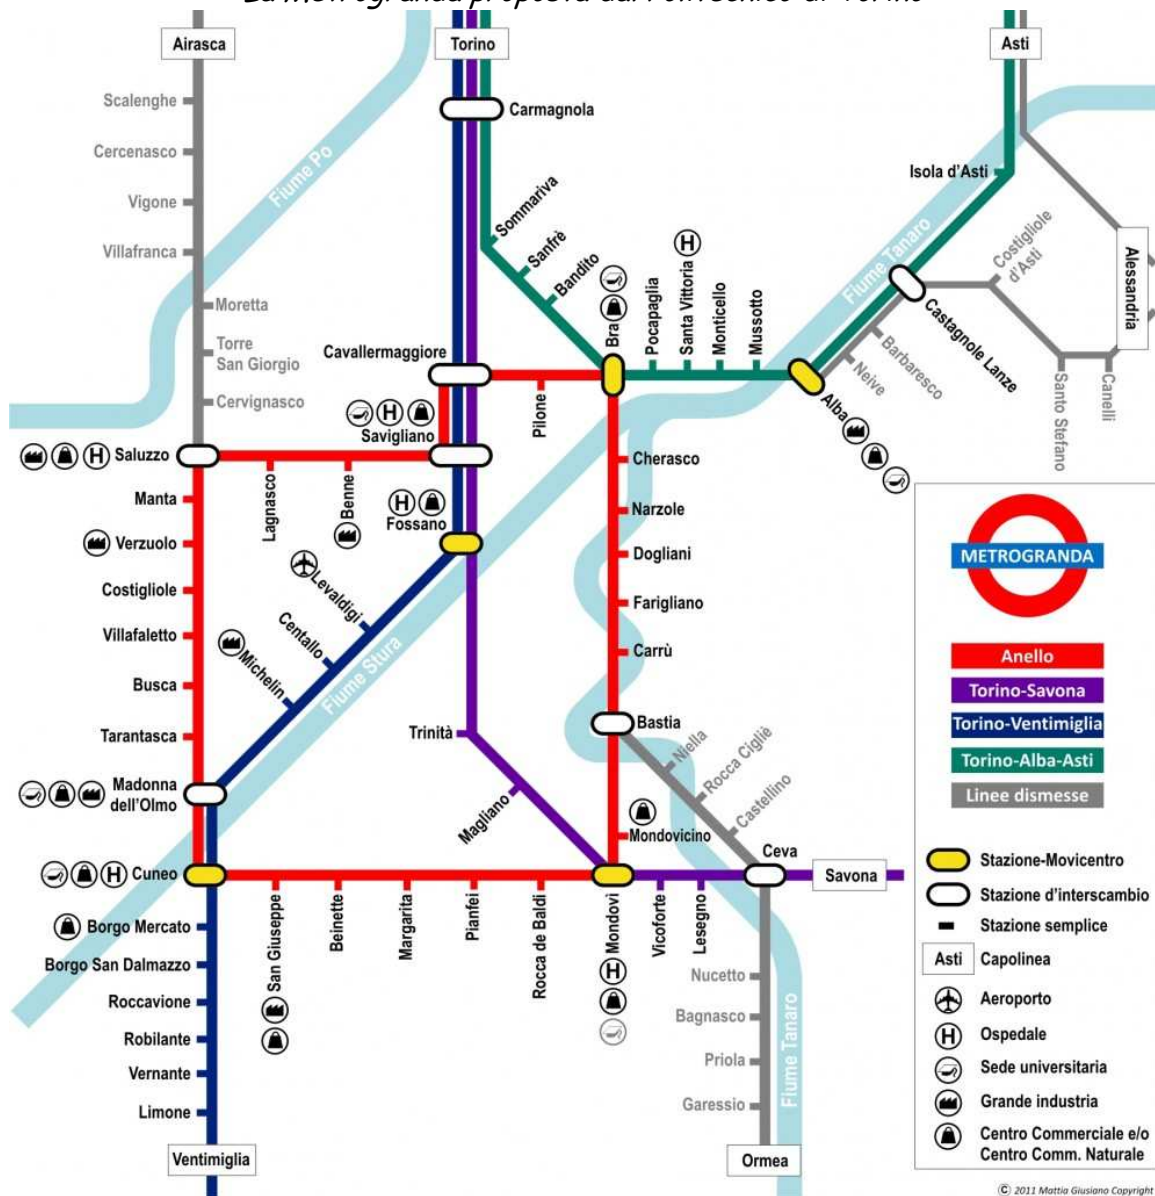 La Metrogranda proposta dal Politecnico di Torino
Airasca
Torino
Asti
Scalenghe
Cercenasco
Vigone
Villafranca
Moretta
Torre
San Giorgio
Cervignasco
Fiume Po
Carmagnola
Sommariva
Sanfrè
Bandito
Isola d'Asti
Fiume Tanaro
Costigliole
d'Asti
Alessandria
Castagnole Lanze
Barbaresco
Neive
Santo Stefano
Canelli
Cavallermaggiore
Pilone
Bra
Pocapaglia
Santa Vittoria
H
Monticello
Mussotto
Alba
H
Savigliano
H
Saluzzo
Lagnasco
Benne
H
Fossano
Manta
Verzuolo
Costigliole
Villafaletto
Busca
Tarantasca
Madonna
dell'Olmo
Levaldigi
Centallo
Michelin
Fiume Stura
Cherasco
Narzole
Dogliani
Farigliano
Carrù
Bastia
Niella
Rocca Cigliè
Castellino
Trinità
Magliano
Mondovicino
Ceva
Savona
H
Cuneo
San Giuseppe
Beinette
Margarita
Pianfei
Rocca de Baldi
Mondovì
H
Vicoforte
Lesegno
Borgo Mercato
Borgo San Dalmazzo
Roccavione
Robilante
Vernante
Limone
Ventimiglia
Nucetto
Bagnasco
Priola
Garessio
Ormea
Fiume Tanaro
METROGRANDA
Anello
Torino-Savona
Torino-Ventimiglia
Torino-Alba-Asti
Linee dismesse
Stazione-Movicentro
Stazione d'interscambio
Stazione semplice
Asti
Capolinea
Aeroporto
H
Ospedale
Sede universitaria
Grande industria
Centro Commerciale e/o
Centro Comm. Naturale
© 2011 Mattia Giusiano Copyright